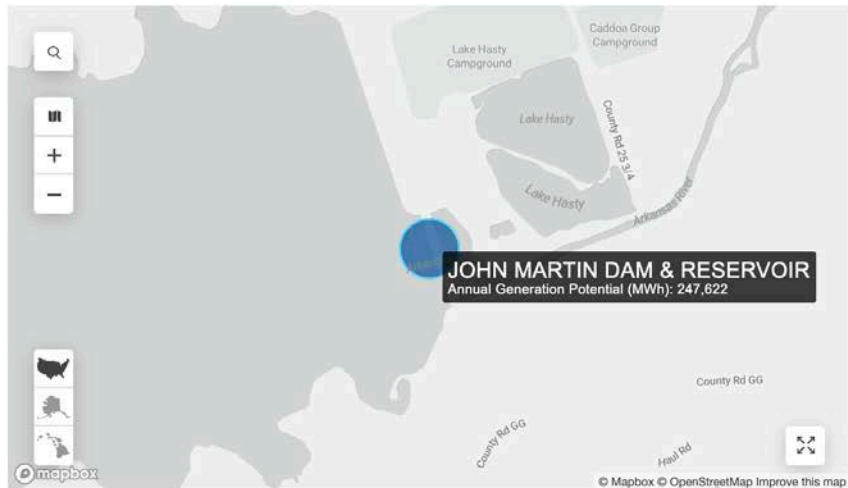 Caddoa Group
Campground
Lake Hasty
Campground
Lake Hasty
County Rd 25 3/4
Lake Hasty
Arkansas River
JOHN MARTIN DAM & RESERVOIR
Annual Generation Potential (MWh): 247,622
County Rd GG
County Rd GG
Haul Rd
mapbox
© Mapbox © OpenStreetMap Improve this map